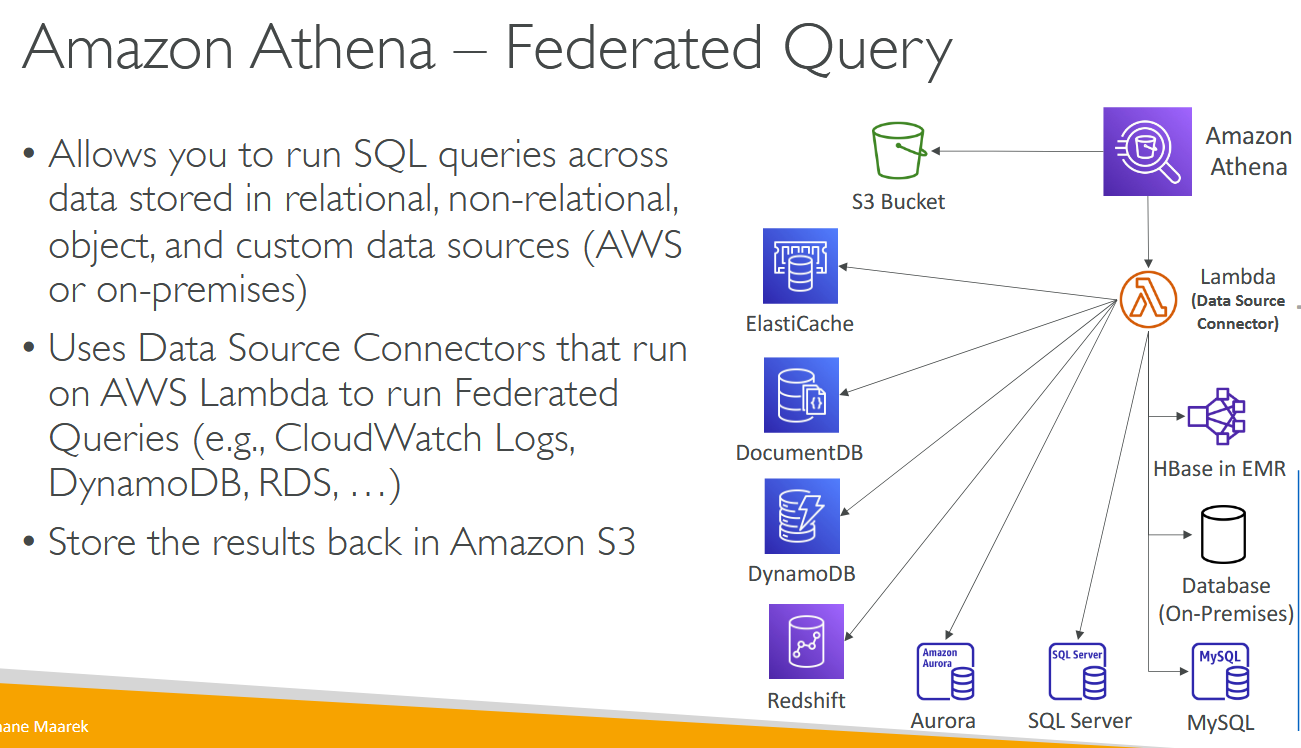 Amazon Athena – Federated Query
• Allows you to run SQL queries across
data stored in relational, non-relational,
object, and custom data sources (AWS
or on-premises)
• Uses Data Source Connectors that run
on AWS Lambda to run Federated
Queries (e.g., CloudWatch Logs,
DynamoDB, RDS, …)
• Store the results back in Amazon S3
Amazon
Athena
S3 Bucket
Lambda
(Data Source
Connector)
ElastiCache
DocumentDB
DynamoDB
Redshift
Amazon
Aurora
Aurora
SQL Server
SQL Server
HBase in EMR
Database
(On-Premises)
MySQL
MySQL
Maarek